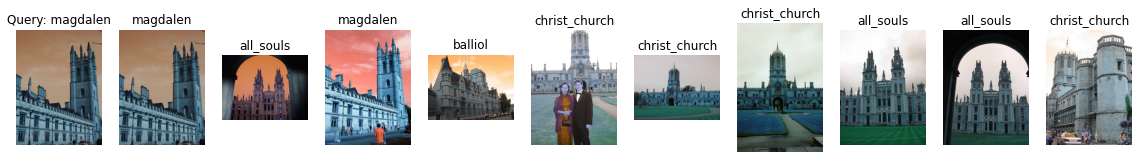 Query: magdalen
magdalen
all_souls
magdalen
balliol
christ_church
christ_church
christ_church
all_souls
all_souls
christ_church